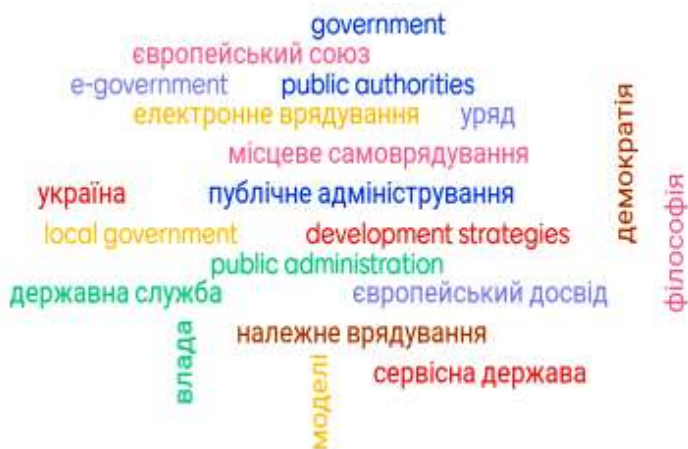 government
європейський союз
e-government public authorities
електронне врядування уряд
місцеве самоврядування
демократія
україна публічне адміністрування
філософія
local government development strategies
public administration
державна служба європейський досвід
влада
належне врядування
моделі
сервісна держава